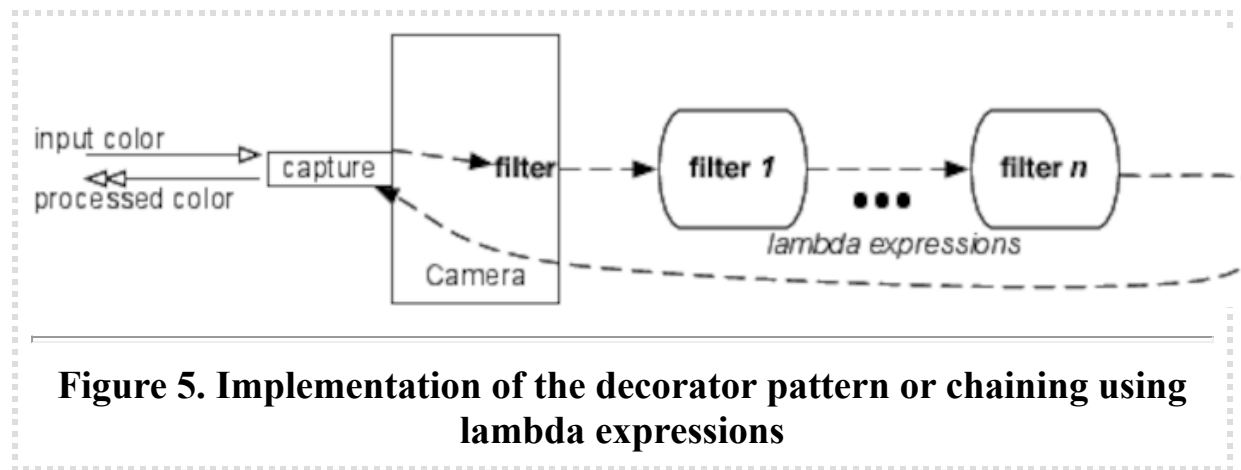 input color
processed color
capture
filter
Camera
filter 1
filter n
lambda expressions
Figure 5. Implementation of the decorator pattern or chaining using
lambda expressions